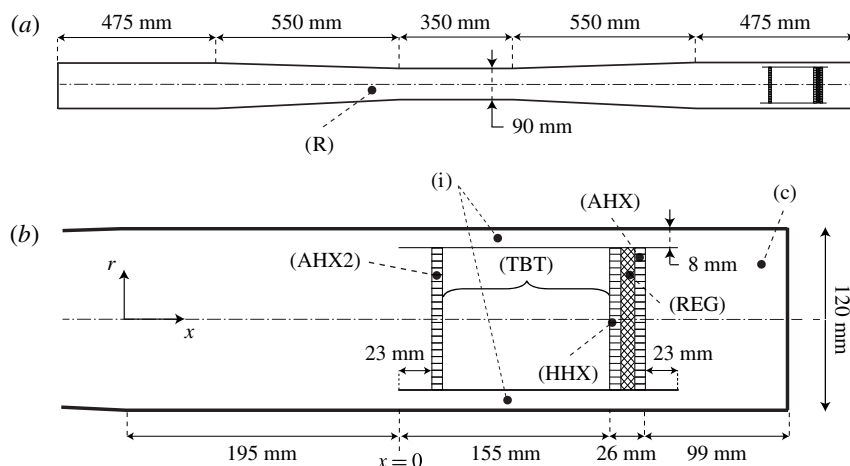 (a)
475 mm 550 mm 350 mm 550 mm 475 mm
(R)
90 mm
(b)
(i) (AHX) (c)
(AHX2) (TBT)
8 mm
r
(REG)
x
120 mm
23 mm (HHX) 23 mm
195 mm 155 mm 26 mm 99 mm
x = 0